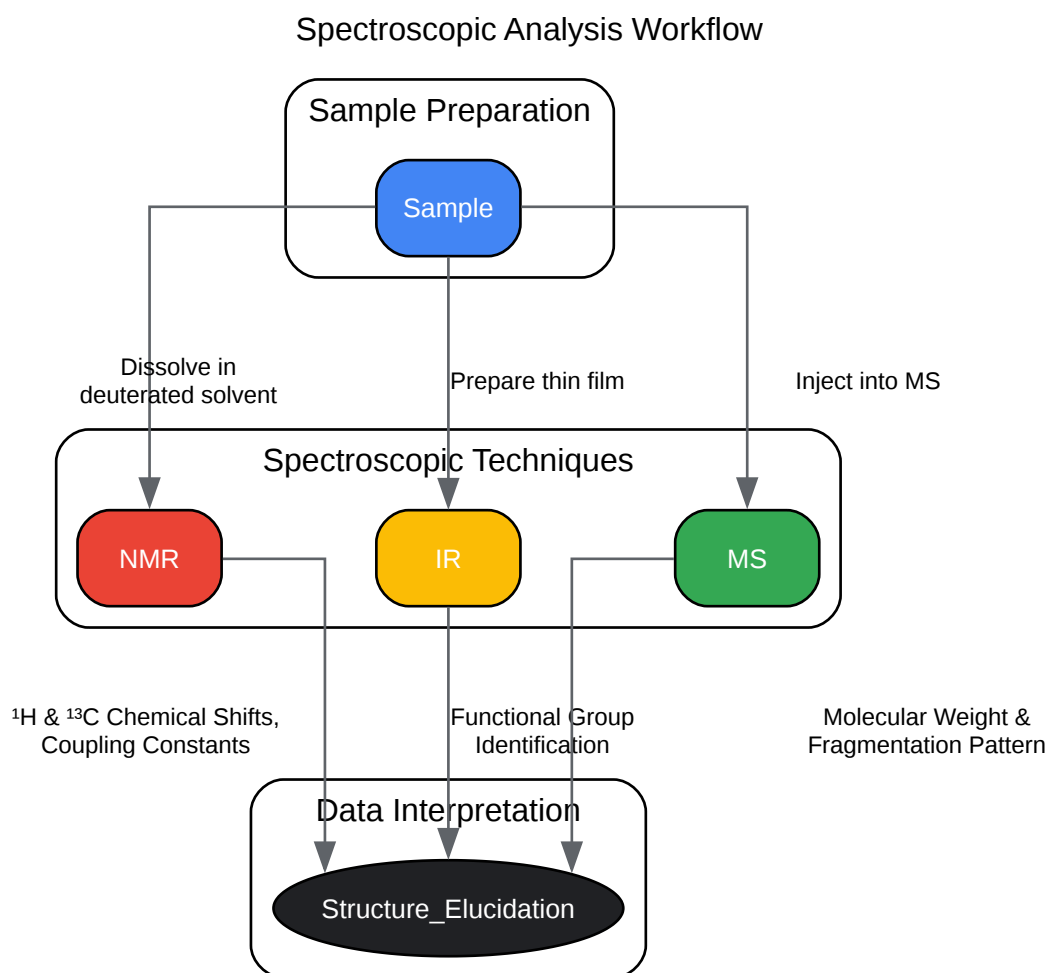 Spectroscopic Analysis Workflow
Sample Preparation
Sample
Dissolve in
deuterated solvent
Prepare thin film
Inject into MS
Spectroscopic Techniques
NMR
IR
MS
¹H & ¹³C Chemical Shifts,
Coupling Constants
Functional Group
Identification
Molecular Weight &
Fragmentation Pattern
Data Interpretation
Structure_Elucidation